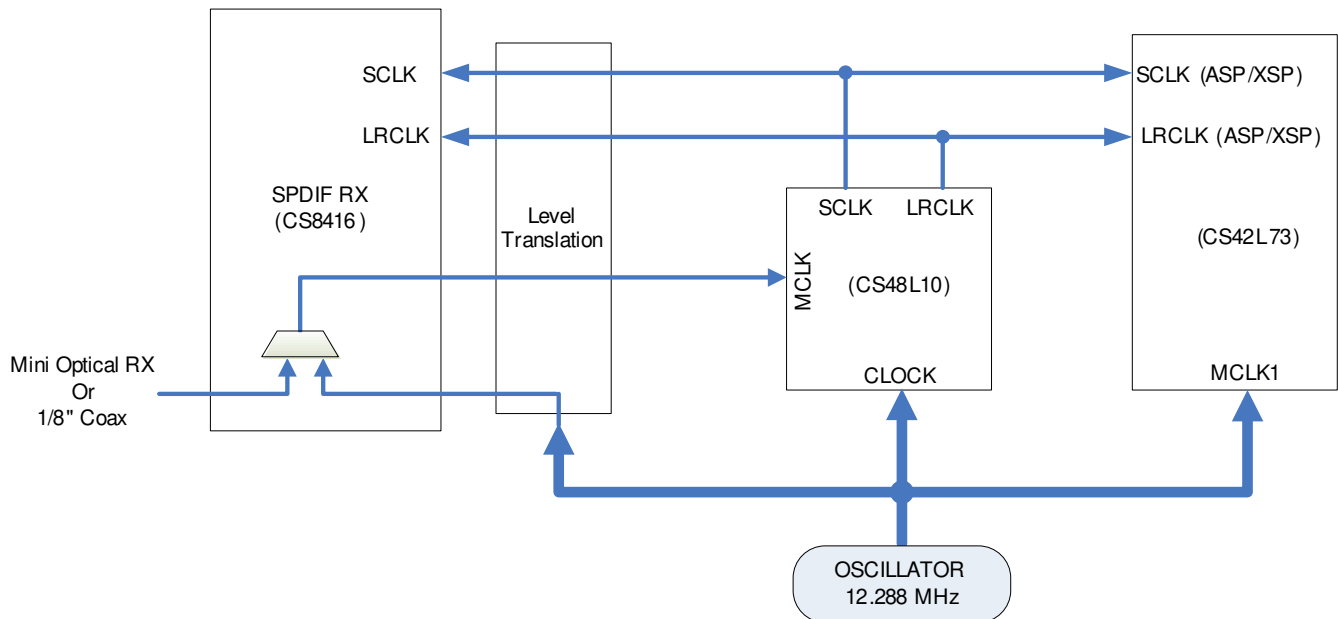 SCLK
LRCLK
SPDIF RX
(CS8416)
Level
Translation
SCLK (ASP/XSP)
LRCLK (ASP/XSP)
SCLK
LRCLK
MCLK
(CS48L10)
CLOCK
(CS42L73)
MCLK1
Mini Optical RX
Or
1/8" Coax
OSCILLATOR
12.288 MHz